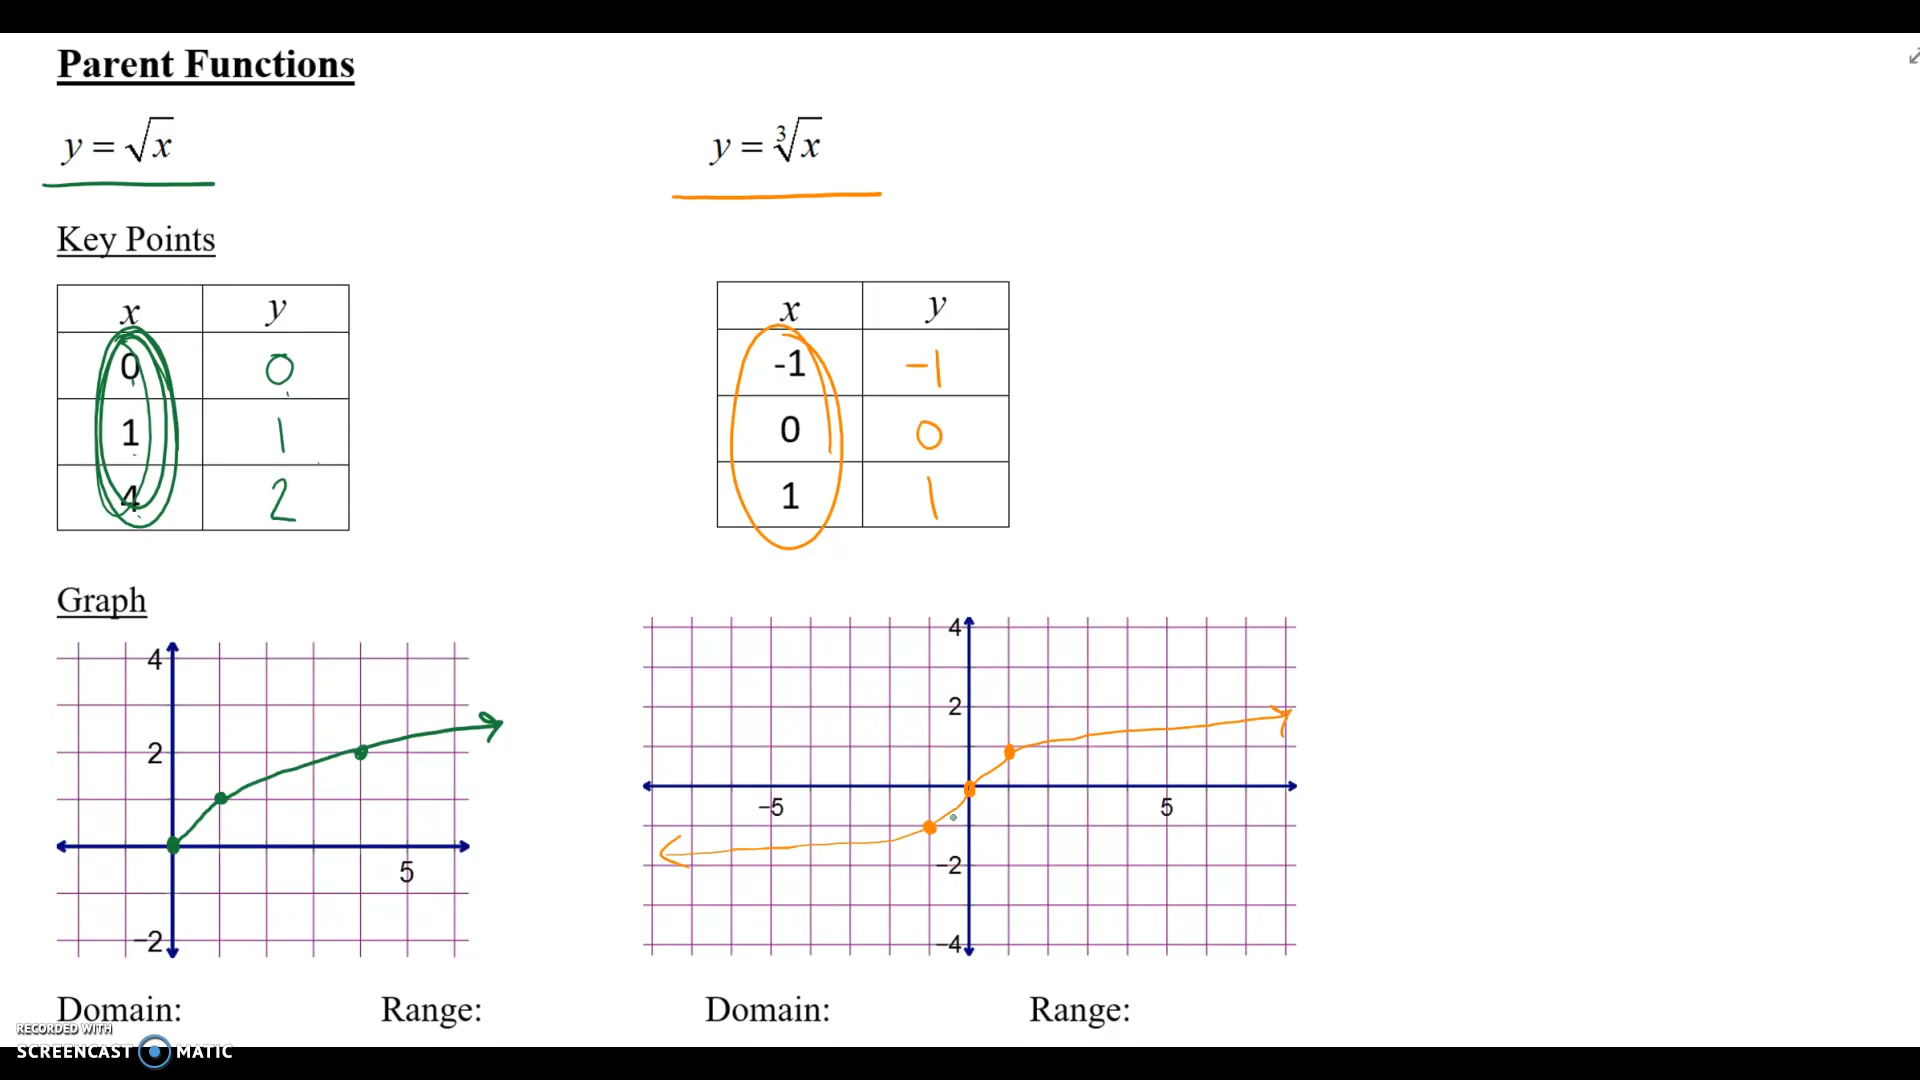 Parent Functions
y = √x
y = ∛x
Key Points
x y
0 0
1 1
4 2
x y
-1 -1
0 0
1 1
Graph
4
2
5
−2
4
2
−5 5
−2
−4
Domain: Range: Domain: Range:
RECORDED WITH
SCREENCAST MATIC